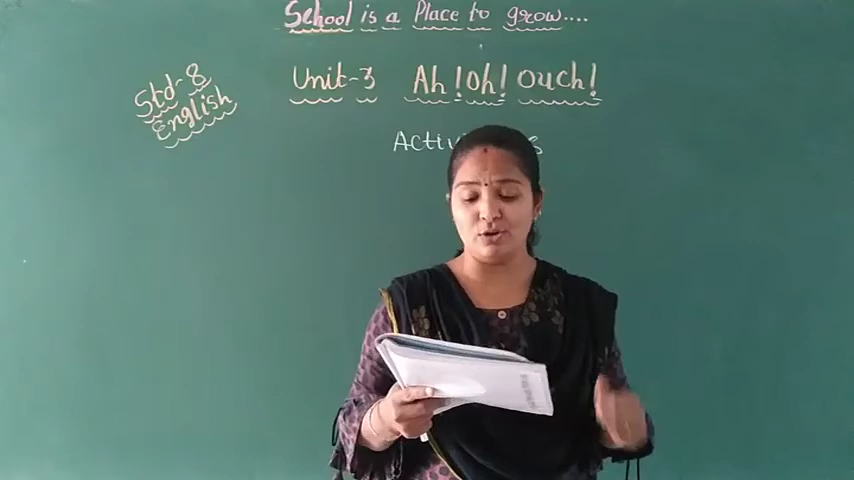 School is a Place to grow....
Std-8
English
Unit-3 Ah!Oh! ouch!